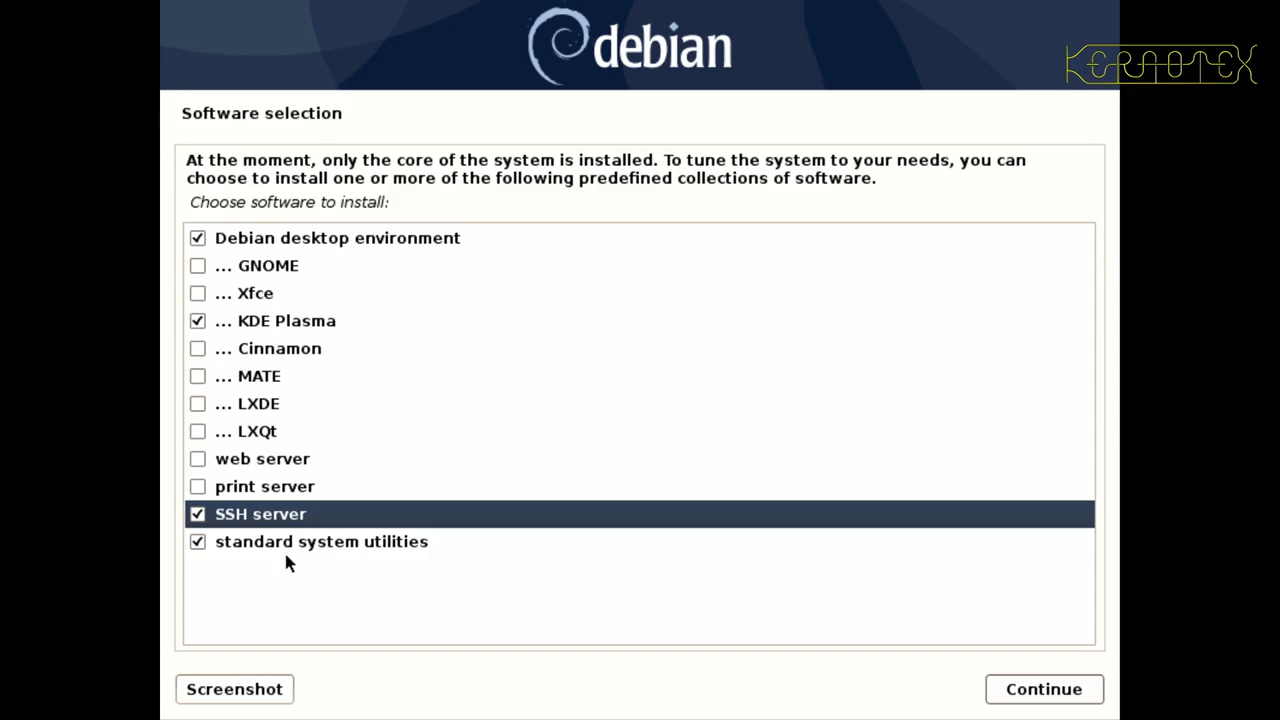 debian
KERNOTEX
Software selection
At the moment, only the core of the system is installed. To tune the system to your needs, you can
choose to install one or more of the following predefined collections of software.
Choose software to install:
Debian desktop environment
... GNOME
... Xfce
... KDE Plasma
... Cinnamon
... MATE
... LXDE
... LXQt
web server
print server
SSH server
standard system utilities
Screenshot
Continue